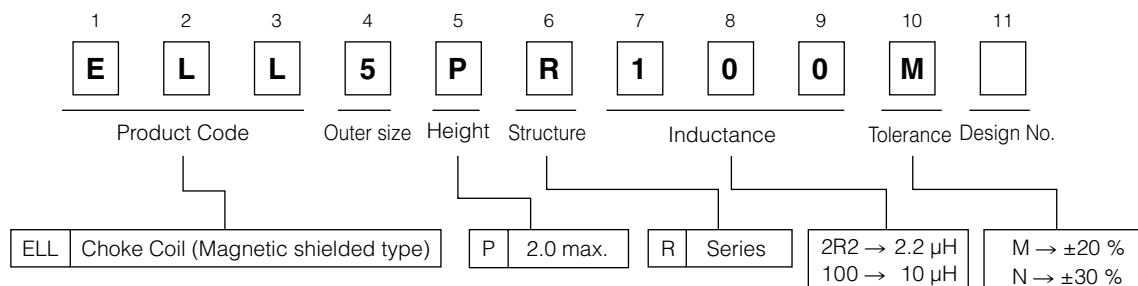 1 2 3 4 5 6 7 8 9 10 11
E L L 5 P R 1 0 0 M
Product Code Outer size Height Structure Inductance Tolerance Design No.
ELL Choke Coil (Magnetic shielded type) P 2.0 max. R Series 2R2 → 2.2 µH M → ±20 %
100 → 10 µH N → ±30 %